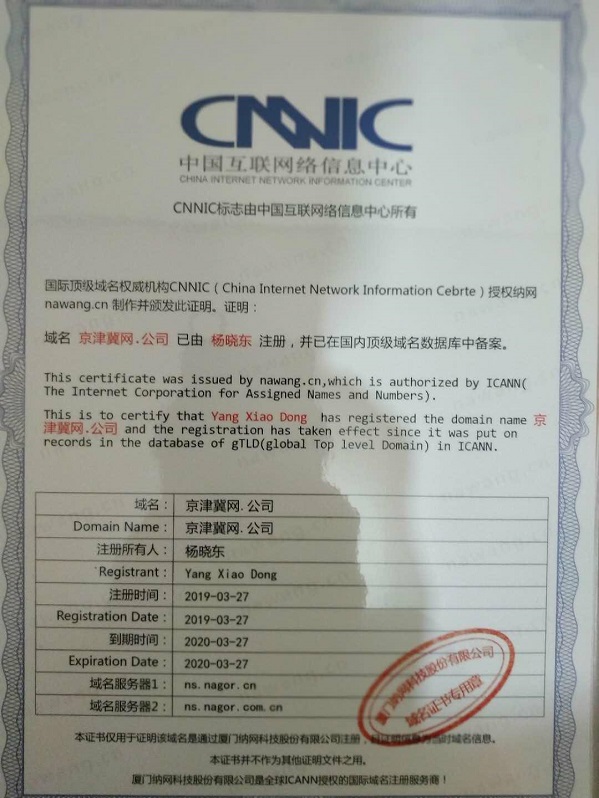 CNNIC
中国互联网络信息中心
CHINA INTERNET NETWORK INFORMATION CENTER
CNNIC标志由中国互联网络信息中心所有
国际顶级域名权威机构CNNIC（China Internet Network Information Cebrte）授权纳网
nawang.cn 制作并颁发此证明。证明：
域名 京津冀网.公司 已由 杨晓东 注册，并已在国内顶级域名数据库中备案。
This certificate was issued by nawang.cn,which is authorized by ICANN(
The Internet Corporation for Assigned Names and Numbers).
This is to certify that Yang Xiao Dong has registered the domain name 京
津冀网.公司 and the registration has taken effect since it was put on
records in the database of gTLD(global Top level Domain) in ICANN.
域名： 京津冀网.公司
Domain Name： 京津冀网.公司
注册所有人： 杨晓东
Registrant： Yang Xiao Dong
注册时间： 2019-03-27
Registration Date： 2019-03-27
到期时间： 2020-03-27
Expiration Date： 2020-03-27
域名服务器1： ns.nagor.cn
域名服务器2： ns.nagor.com.cn
厦门纳网科技股份有限公司
域名证书专用章
本证书仅用于证明该域名是通过厦门纳网科技股份有限公司注册，且证书信息为当时域名信息。
本证书并不作为其他证明文件之用。
厦门纳网科技股份有限公司是全球ICANN授权的国际域名注册服务商！